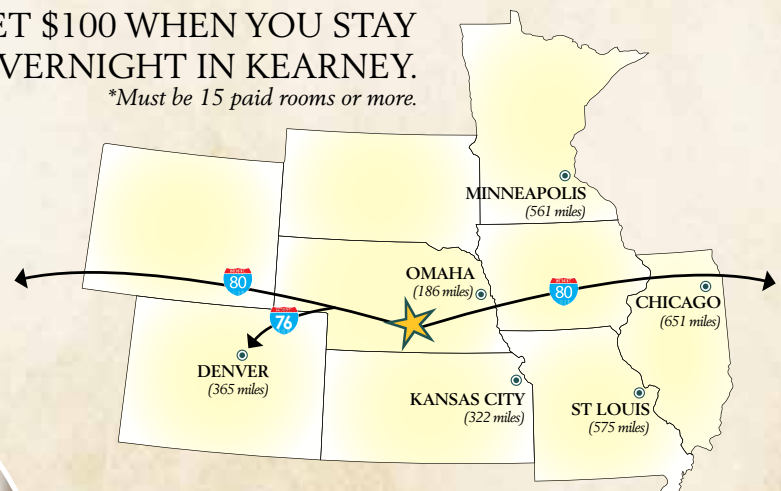 ET $100 WHEN YOU STAY
VERNIGHT IN KEARNEY.
*Must be 15 paid rooms or more.
MINNEAPOLIS
(561 miles)
OMAHA
(186 miles)
80
80
76
CHICAGO
(651 miles)
DENVER
(365 miles)
KANSAS CITY
(322 miles)
ST LOUIS
(575 miles)